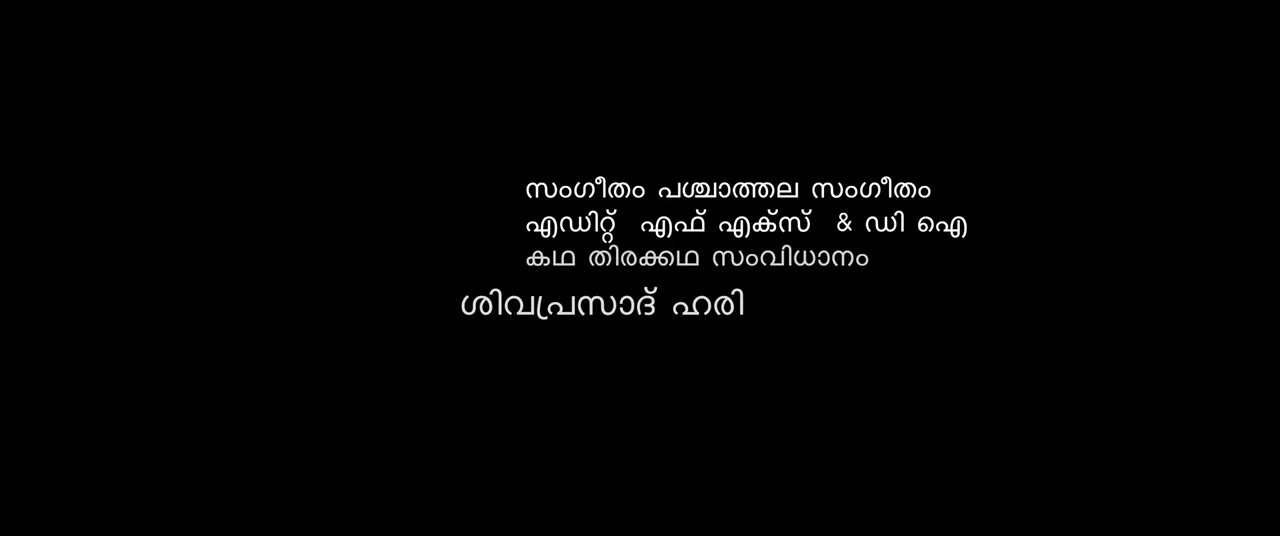 സംഗീതം പശ്ചാത്തല സംഗീതം
എഡിറ്റ് എഫ് എക്സ് & ഡി ഐ
കഥ തിരക്കഥ സംവിധാനം
ശിവപ്രസാദ് ഹരി